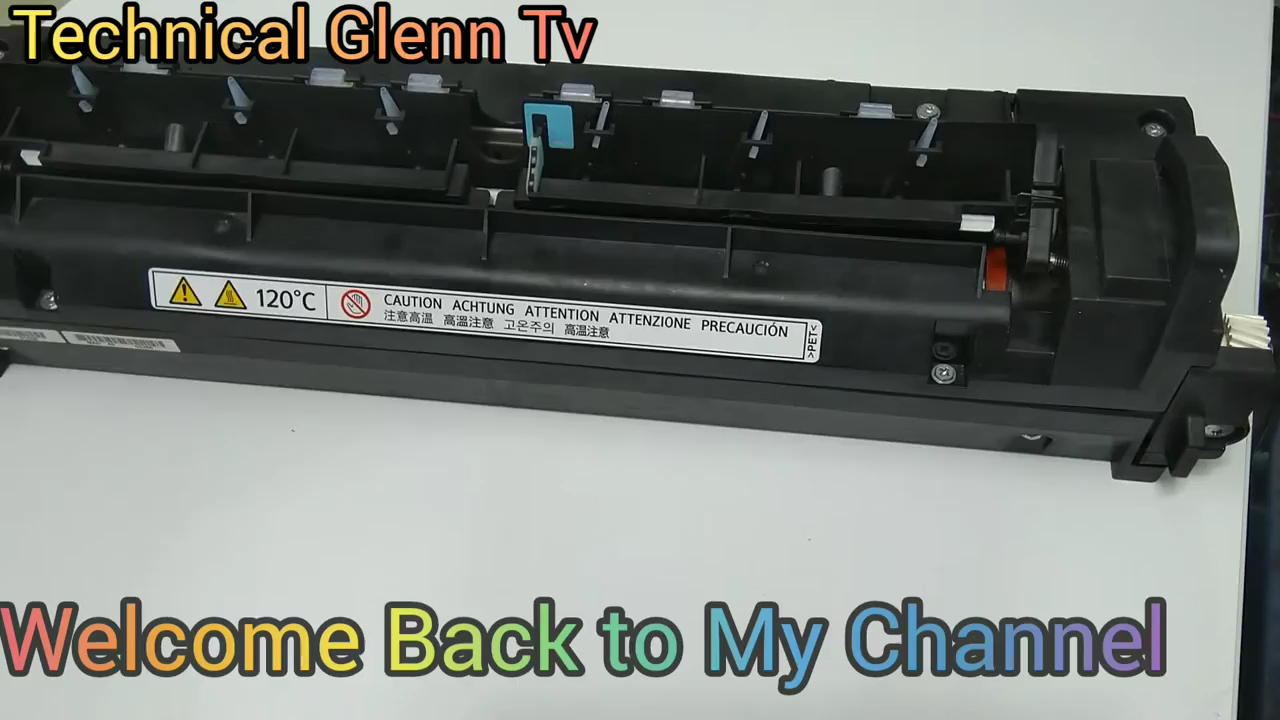 Technical Glenn Tv
120°C
CAUTION ACHTUNG ATTENTION ATTENZIONE PRECAUCIÓN
注意高温 高溫注意 고온주의 高温注意
>PET<
Welcome Back to My Channel